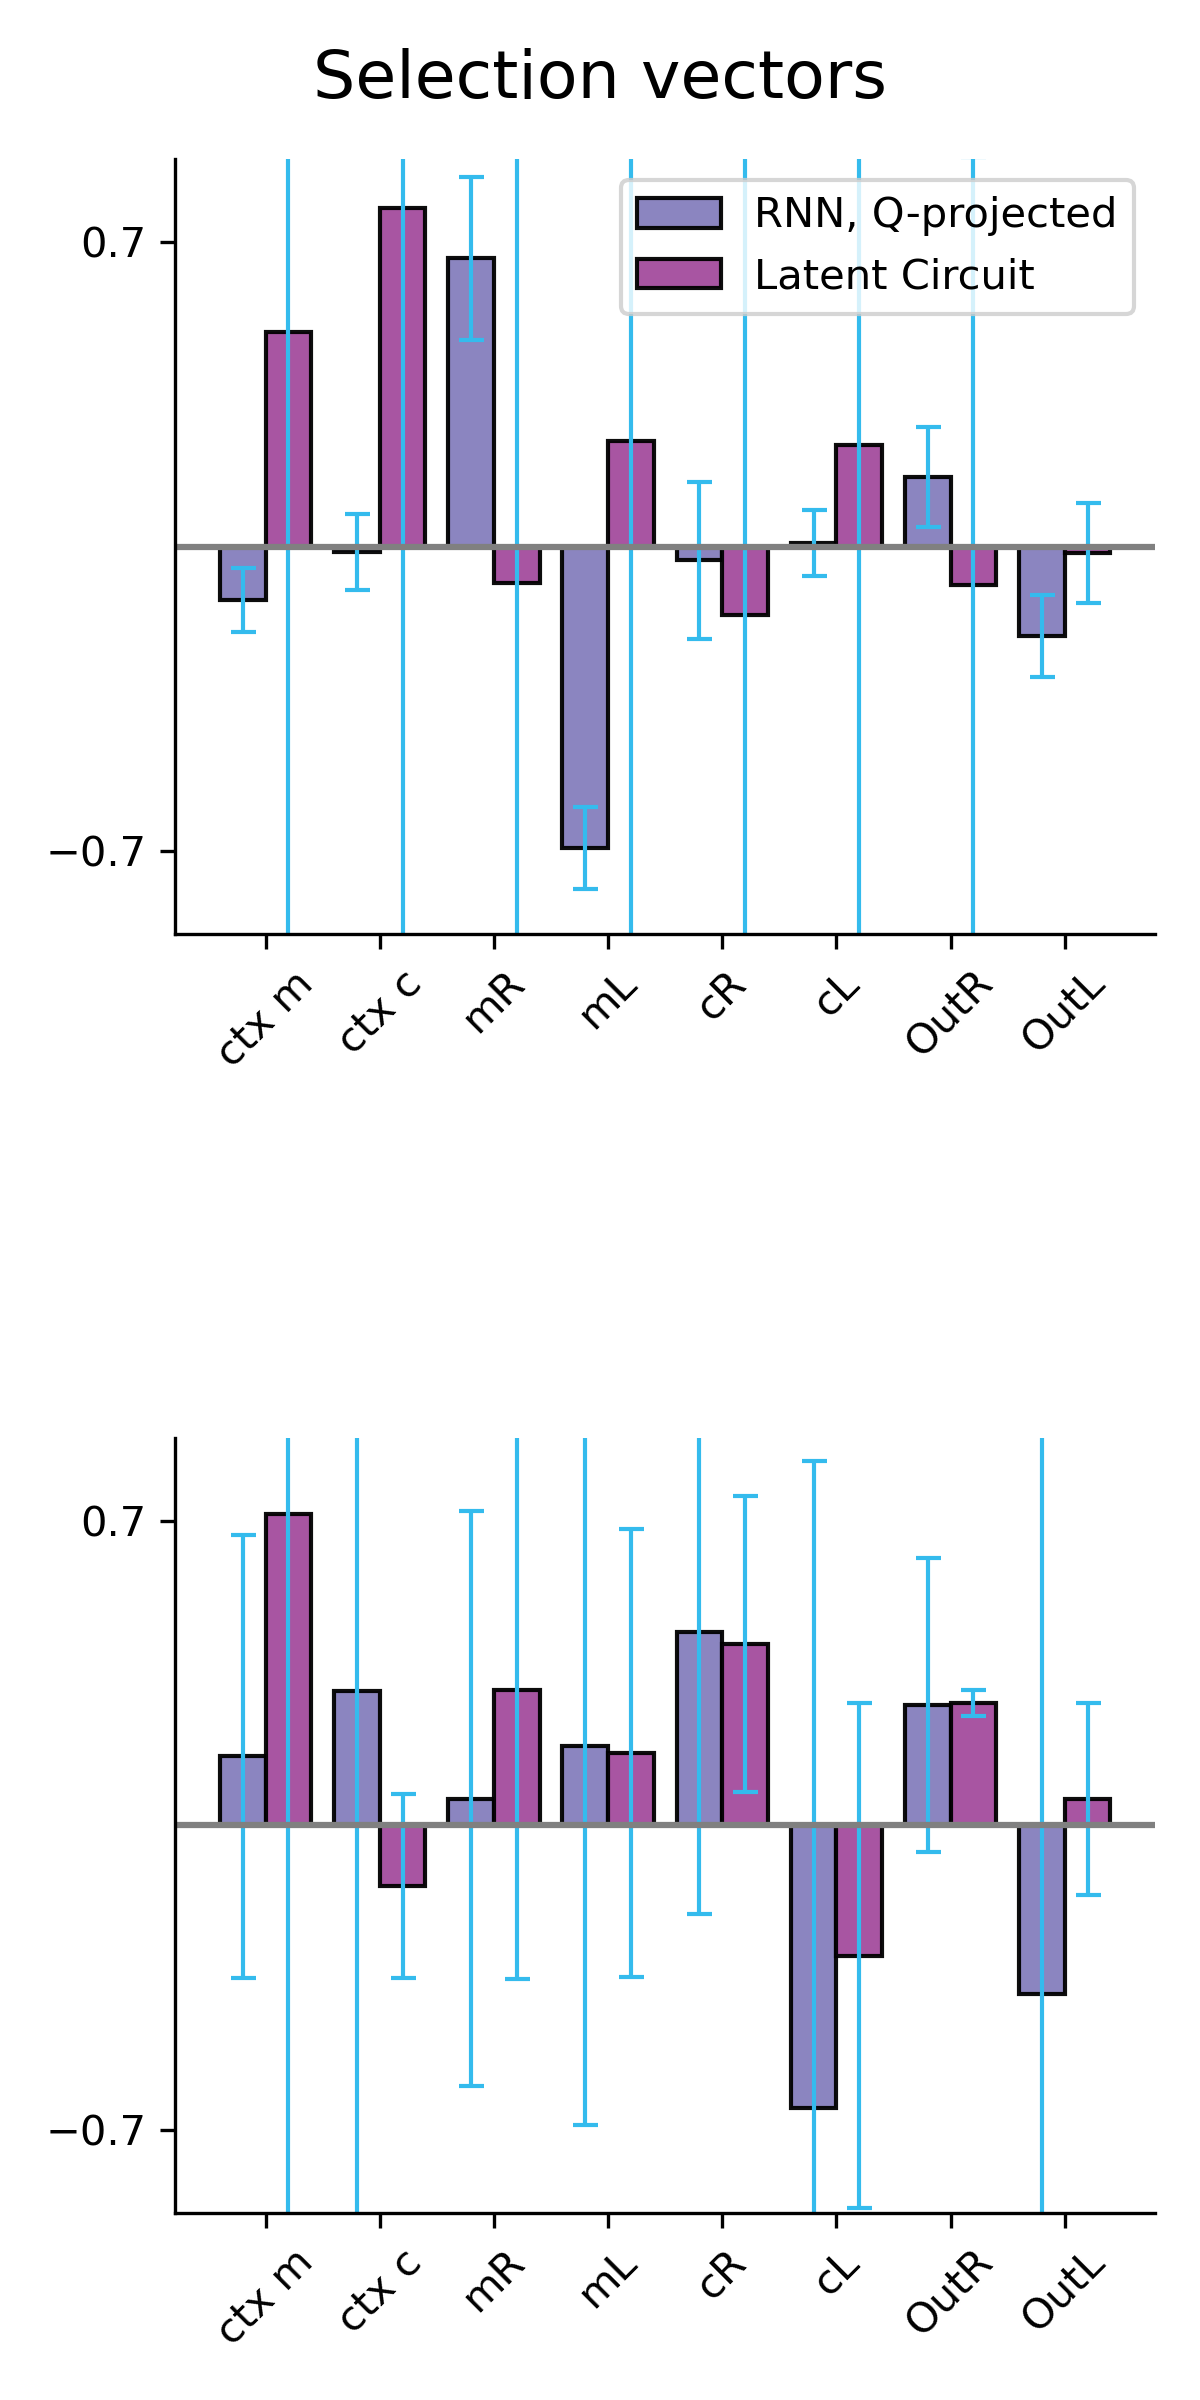 Selection vectors
0.7
RNN, Q-projected
Latent Circuit
−0.7
ctx m
ctx c
mR
mL
cR
cL
OutR
OutL
0.7
−0.7
ctx m
ctx c
mR
mL
cR
cL
OutR
OutL